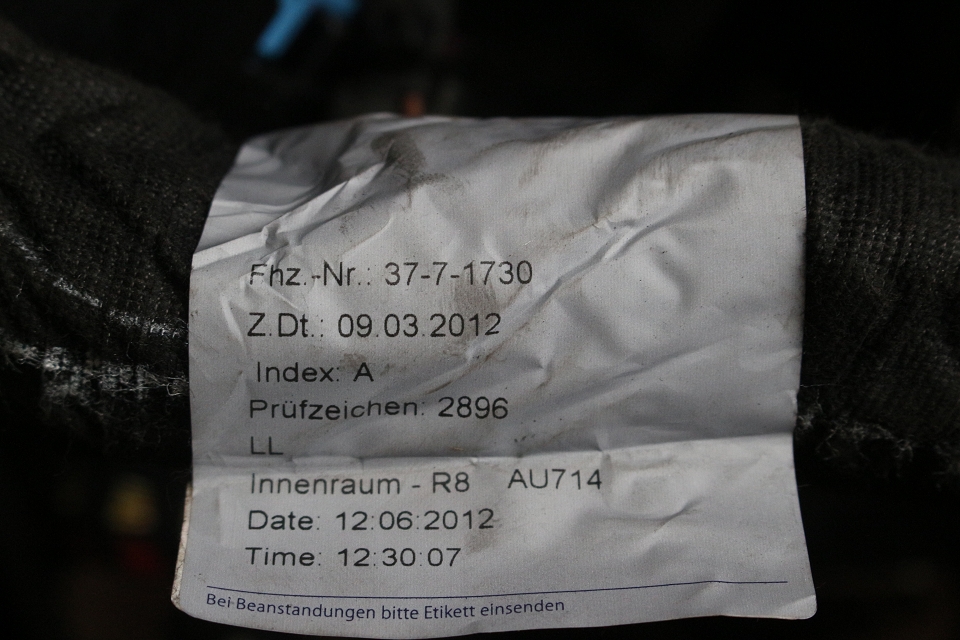 Fhz.-Nr.: 37-7-1730
Z.Dt.: 09.03.2012
Index: A
Prüfzeichen: 2896
LL
Innenraum - R8 AU714
Date: 12:06:2012
Time: 12:30:07
Bei Beanstandungen bitte Etikett einsenden